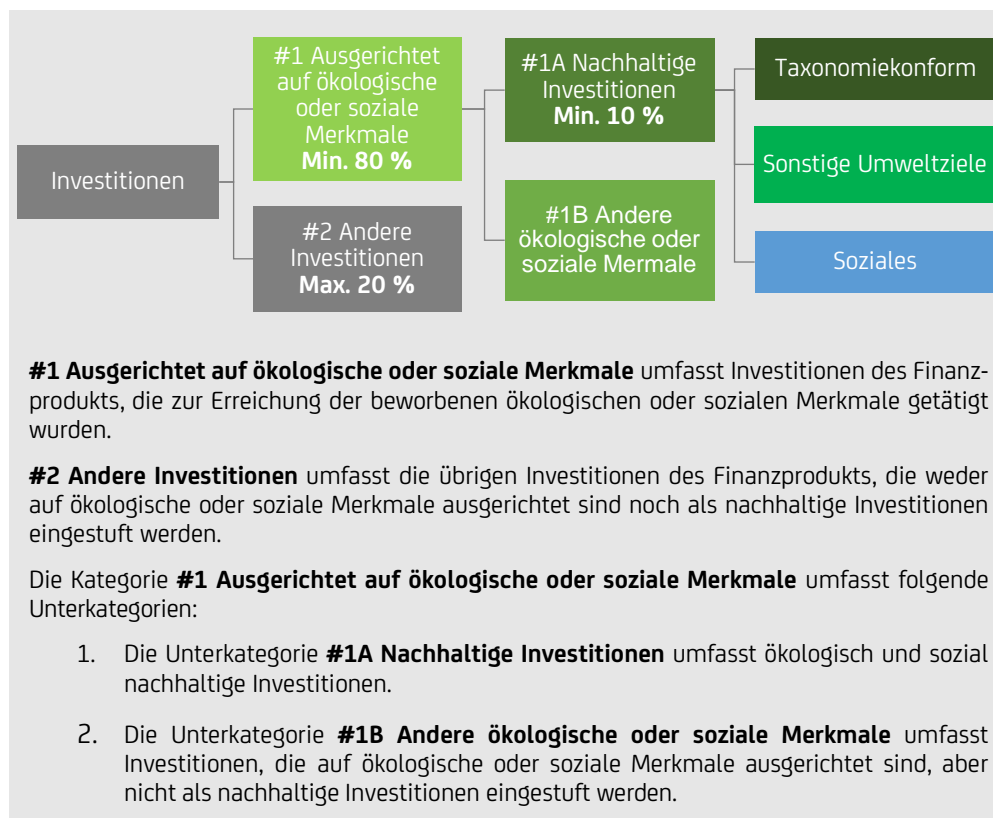 Investitionen
#1 Ausgerichtet
auf ökologische
oder soziale
Merkmale
Min. 80 %
#2 Andere
Investitionen
Max. 20 %
#1A Nachhaltige
Investitionen
Min. 10 %
#1B Andere
ökologische oder
soziale Mermale
Taxonomiekonform
Sonstige Umweltziele
Soziales
#1 Ausgerichtet auf ökologische oder soziale Merkmale umfasst Investitionen des Finanz-
produkts, die zur Erreichung der beworbenen ökologischen oder sozialen Merkmale getätigt
wurden.
#2 Andere Investitionen umfasst die übrigen Investitionen des Finanzprodukts, die weder
auf ökologische oder soziale Merkmale ausgerichtet sind noch als nachhaltige Investitionen
eingestuft werden.
Die Kategorie #1 Ausgerichtet auf ökologische oder soziale Merkmale umfasst folgende
Unterkategorien:
1. Die Unterkategorie #1A Nachhaltige Investitionen umfasst ökologisch und sozial
nachhaltige Investitionen.
2. Die Unterkategorie #1B Andere ökologische oder soziale Merkmale umfasst
Investitionen, die auf ökologische oder soziale Merkmale ausgerichtet sind, aber
nicht als nachhaltige Investitionen eingestuft werden.